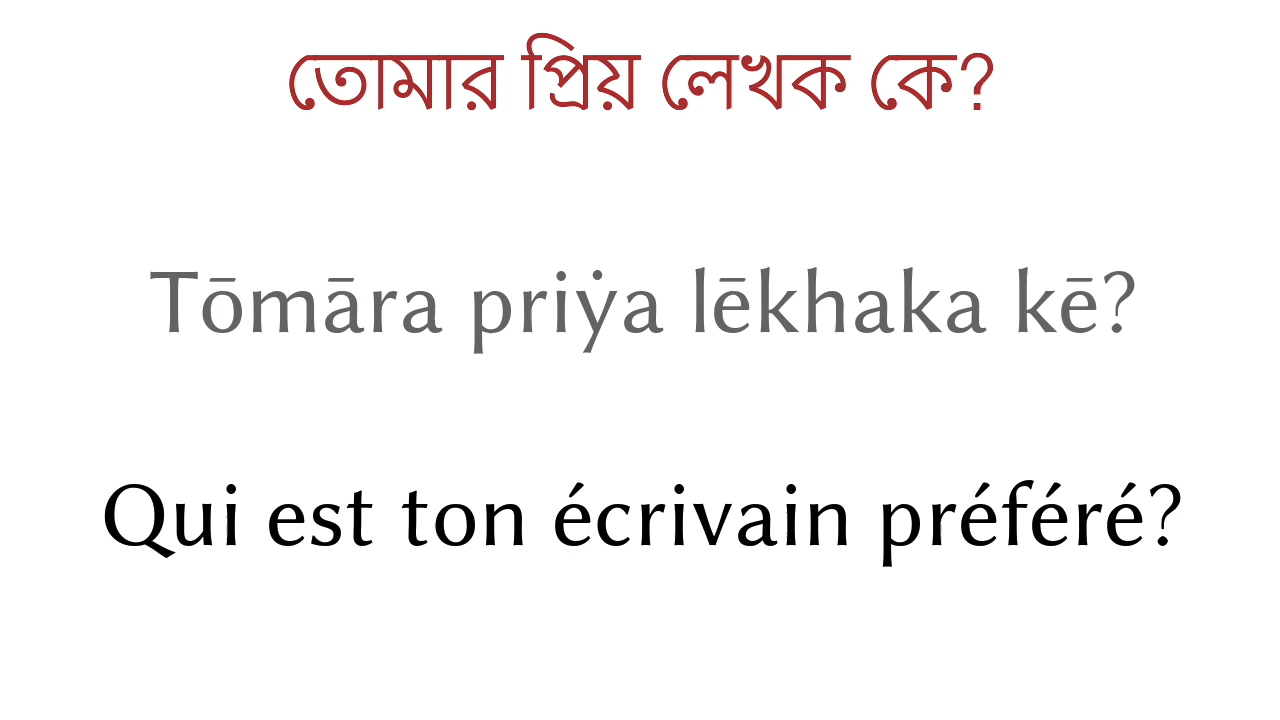 তোমার প্রিয় লেখক কে?
Tōmāra priẏa lēkhaka kē?
Qui est ton écrivain préféré?